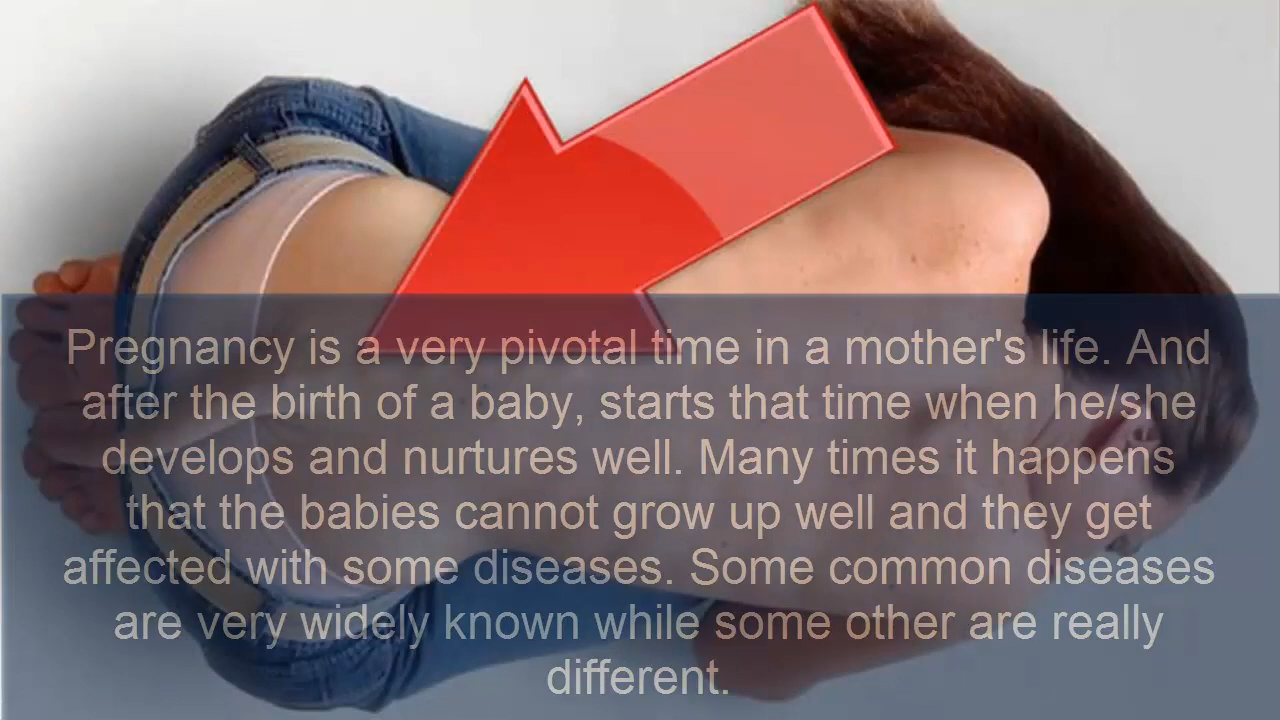 Pregnancy is a very pivotal time in a mother's life. And
after the birth of a baby, starts that time when he/she
develops and nurtures well. Many times it happens
that the babies cannot grow up well and they get
affected with some diseases. Some common diseases
are very widely known while some other are really
different.